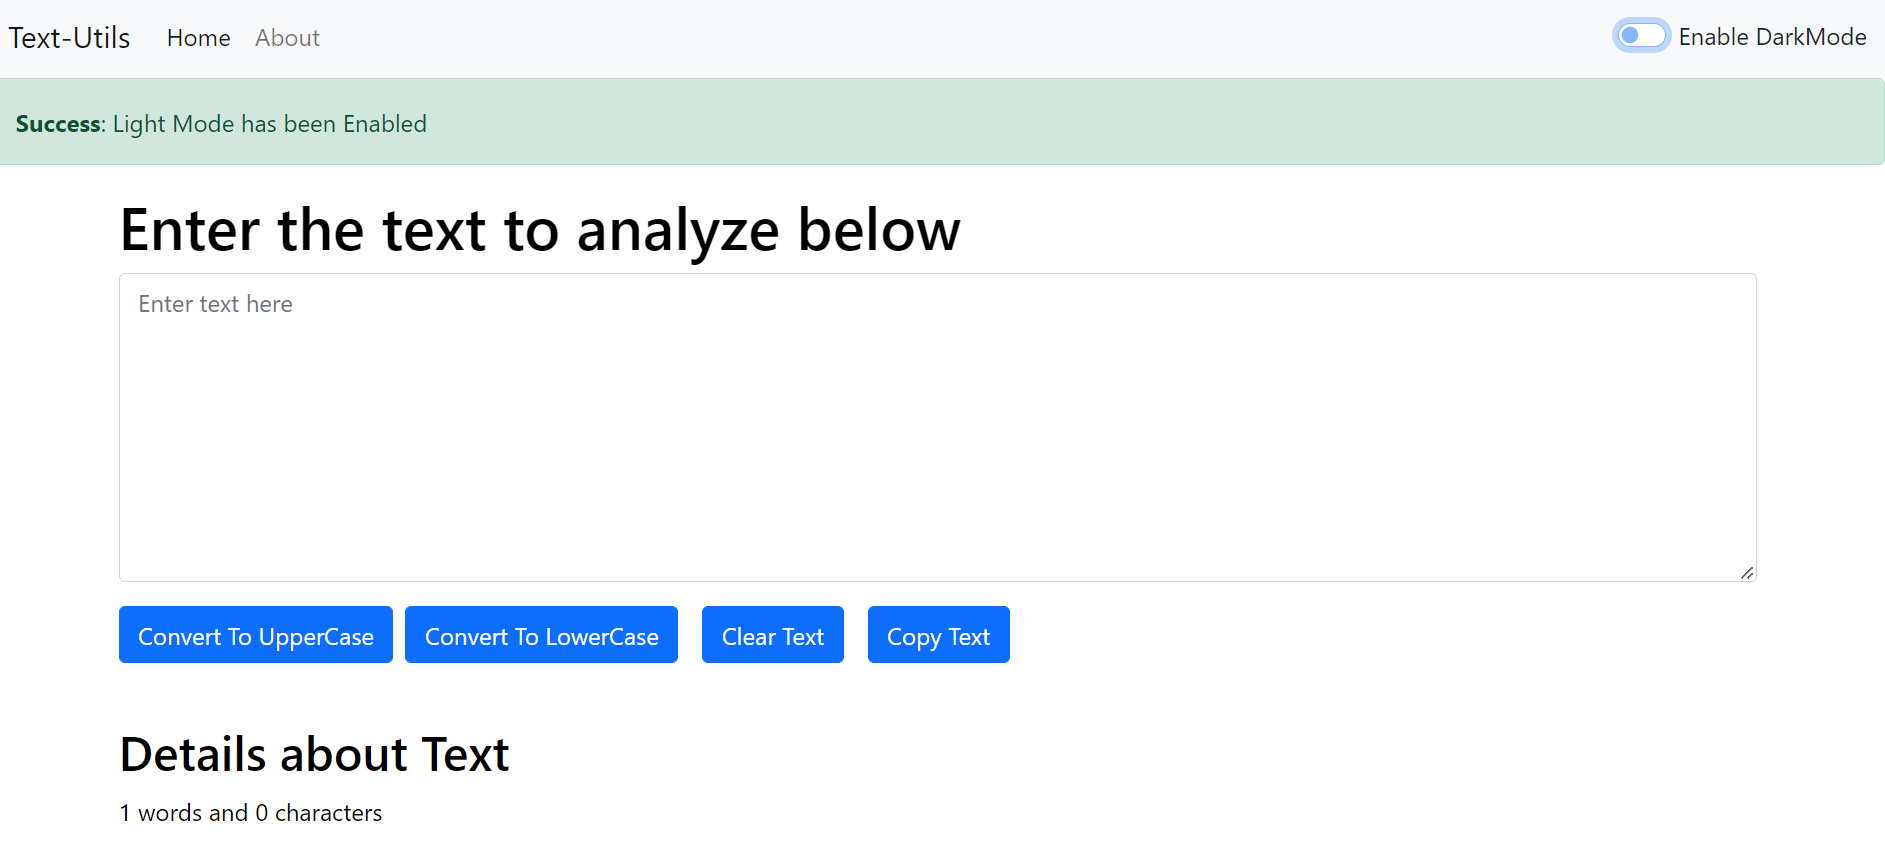 Text-Utils Home About Enable DarkMode
Success: Light Mode has been Enabled
Enter the text to analyze below
Enter text here
Convert To UpperCase Convert To LowerCase Clear Text Copy Text
Details about Text
1 words and 0 characters